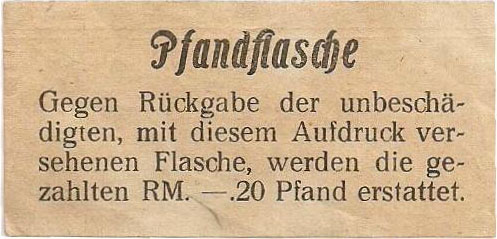 Pfandflasche
Gegen Rückgabe der unbeschä-
digten, mit diesem Aufdruck ver-
sehenen Flasche, werden die ge-
zahlten RM. —.20 Pfand erstattet.